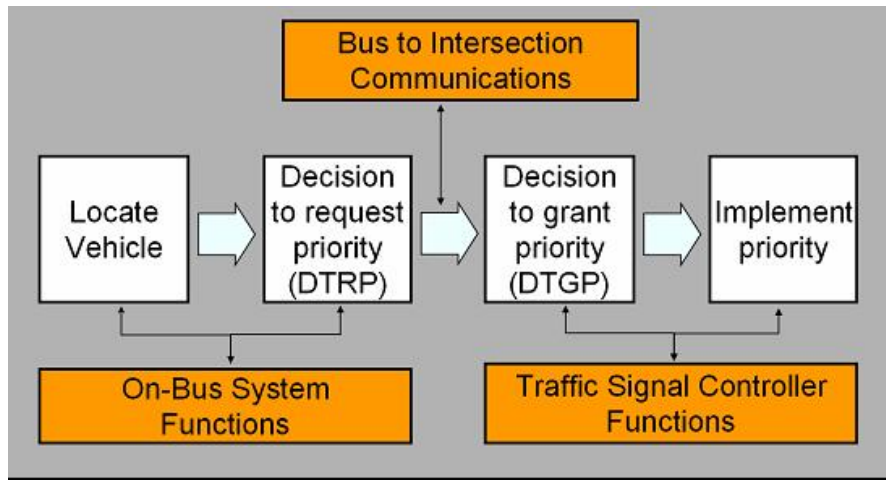 Bus to Intersection
Communications
Locate
Vehicle
Decision
to request
priority
(DTRP)
Decision
to grant
priority
(DTGP)
Implement
priority
On-Bus System
Functions
Traffic Signal Controller
Functions